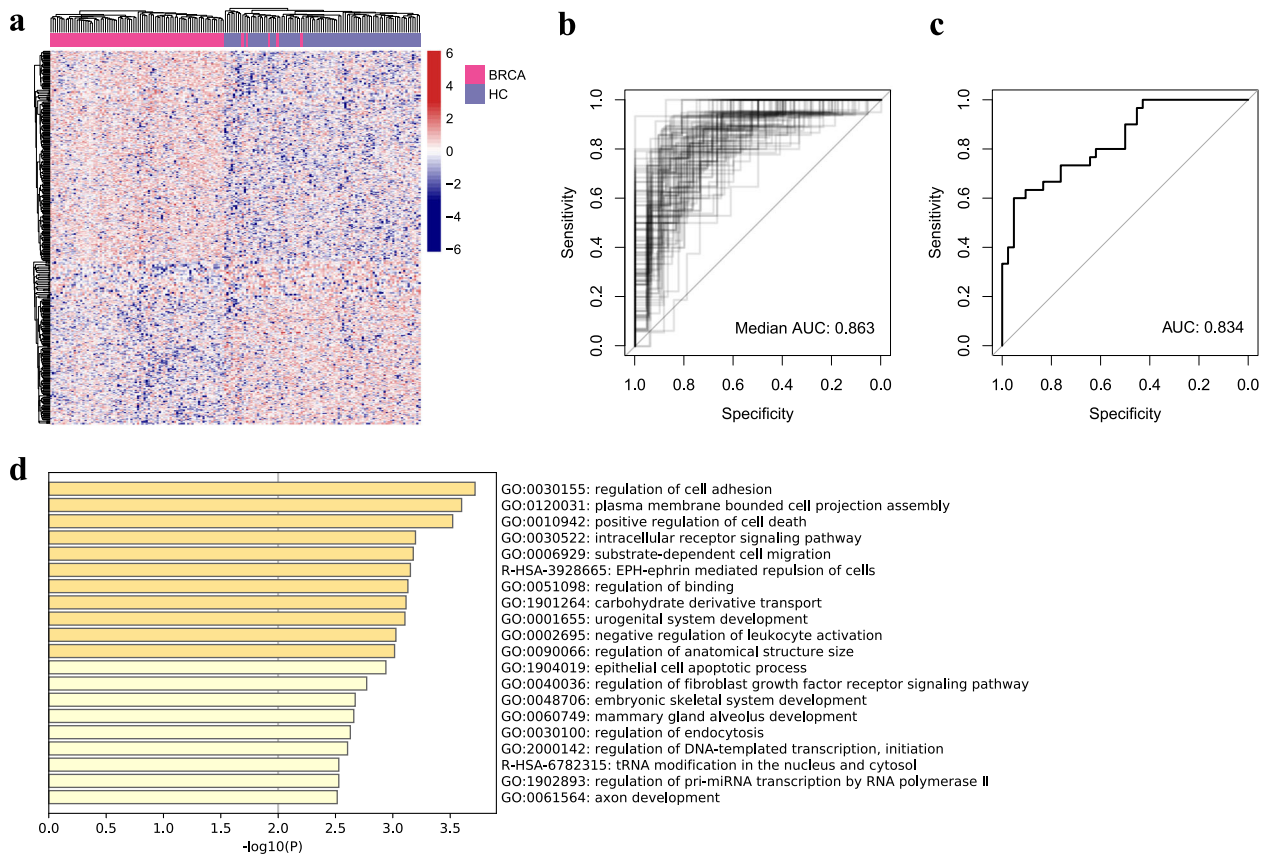 a
6
4
2
0
−2
−4
−6
BRCA
HC
b
1.0
0.8
0.6
0.4
0.2
0.0
Sensitivity
Median AUC: 0.863
1.0 0.8 0.6 0.4 0.2 0.0
Specificity
c
1.0
0.8
0.6
0.4
0.2
0.0
Sensitivity
AUC: 0.834
1.0 0.8 0.6 0.4 0.2 0.0
Specificity
d
GO:0030155: regulation of cell adhesion
GO:0120031: plasma membrane bounded cell projection assembly
GO:0010942: positive regulation of cell death
GO:0030522: intracellular receptor signaling pathway
GO:0006929: substrate-dependent cell migration
R-HSA-3928665: EPH-ephrin mediated repulsion of cells
GO:0051098: regulation of binding
GO:1901264: carbohydrate derivative transport
GO:0001655: urogenital system development
GO:0002695: negative regulation of leukocyte activation
GO:0090066: regulation of anatomical structure size
GO:1904019: epithelial cell apoptotic process
GO:0040036: regulation of fibroblast growth factor receptor signaling pathway
GO:0048706: embryonic skeletal system development
GO:0060749: mammary gland alveolus development
GO:0030100: regulation of endocytosis
GO:2000142: regulation of DNA-templated transcription, initiation
R-HSA-6782315: tRNA modification in the nucleus and cytosol
GO:1902893: regulation of pri-miRNA transcription by RNA polymerase II
GO:0061564: axon development
0.0 0.5 1.0 1.5 2.0 2.5 3.0 3.5
-log10(P)